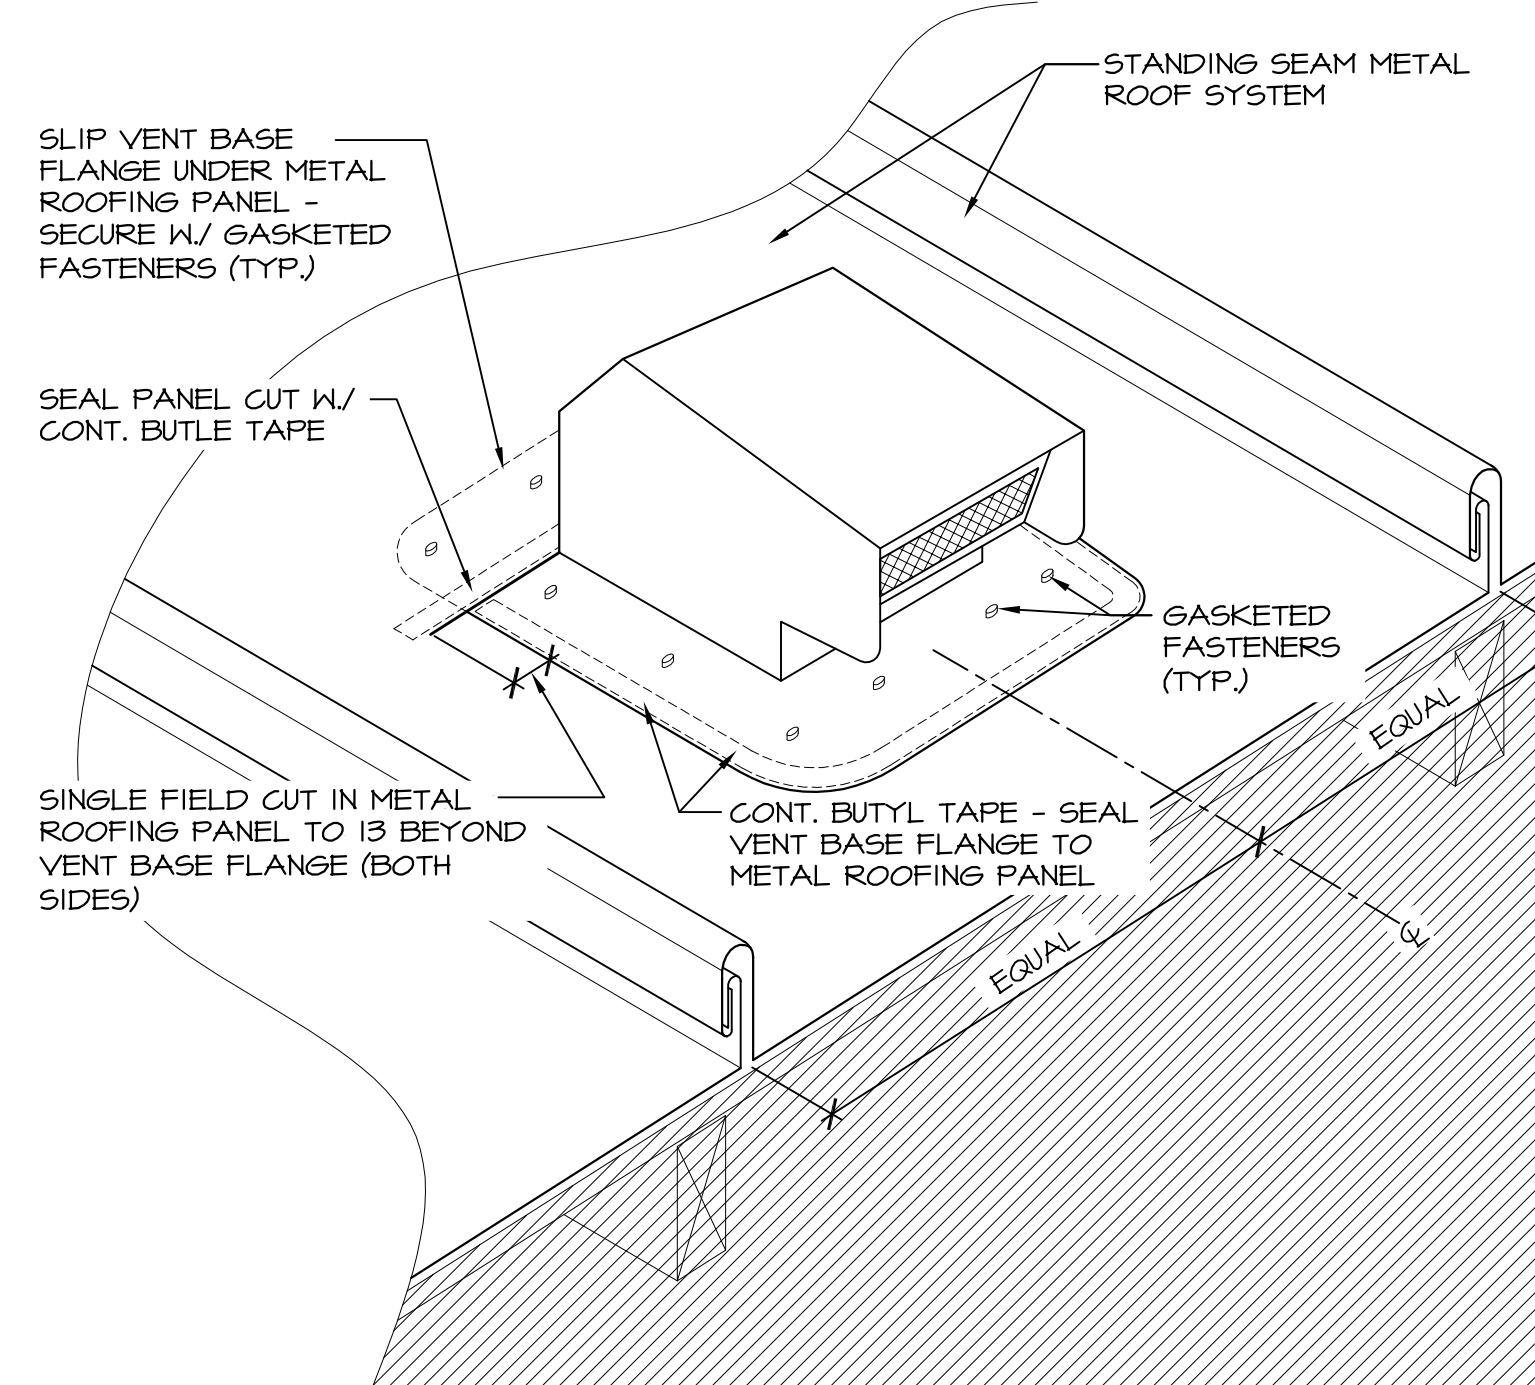 STANDING SEAM METAL
ROOF SYSTEM
SLIP VENT BASE
FLANGE UNDER METAL
ROOFING PANEL -
SECURE W./ GASKETED
FASTENERS (TYP.)
SEAL PANEL CUT W./
CONT. BUTLE TAPE
GASKETED
FASTENERS
(TYP.)
EQUAL
SINGLE FIELD CUT IN METAL
ROOFING PANEL TO 13 BEYOND
VENT BASE FLANGE (BOTH
SIDES)
CONT. BUTYL TAPE - SEAL
VENT BASE FLANGE TO
METAL ROOFING PANEL
EQUAL
℄